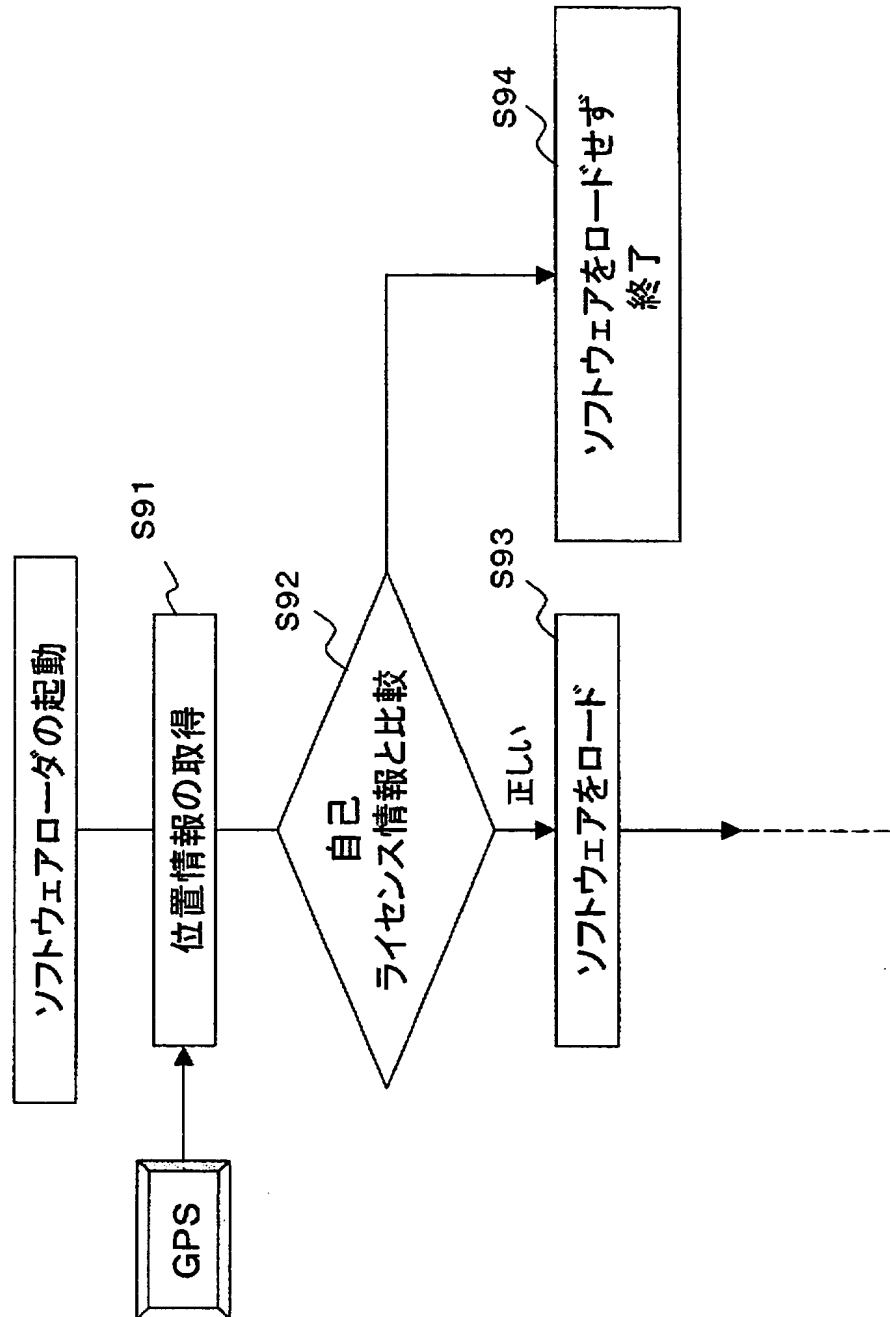 ソフトウェアローダの起動
GPS
位置情報の取得
S91
自己
ライセンス情報と比較
S92
正しい
ソフトウェアをロード
S93
ソフトウェアをロードせず
終了
S94